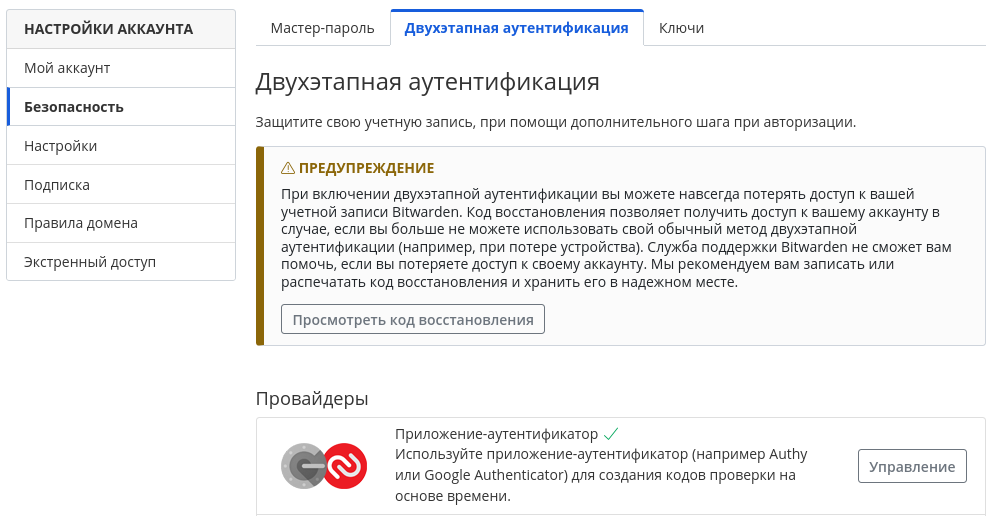 НАСТРОЙКИ АККАУНТА
Мой аккаунт
Безопасность
Настройки
Подписка
Правила домена
Экстренный доступ
Мастер-пароль
Двухэтапная аутентификация
Ключи
Двухэтапная аутентификация
Защитите свою учетную запись, при помощи дополнительного шага при авторизации.
ПРЕДУПРЕЖДЕНИЕ
При включении двухэтапной аутентификации вы можете навсегда потерять доступ к вашей
учетной записи Bitwarden. Код восстановления позволяет получить доступ к вашему аккаунту в
случае, если вы больше не можете использовать свой обычный метод двухэтапной
аутентификации (например, при потере устройства). Служба поддержки Bitwarden не сможет вам
помочь, если вы потеряете доступ к своему аккаунту. Мы рекомендуем вам записать или
распечатать код восстановления и хранить его в надежном месте.
Просмотреть код восстановления
Провайдеры
Приложение-аутентификатор
Используйте приложение-аутентификатор (например Authy
или Google Authenticator) для создания кодов проверки на
основе времени.
Управление